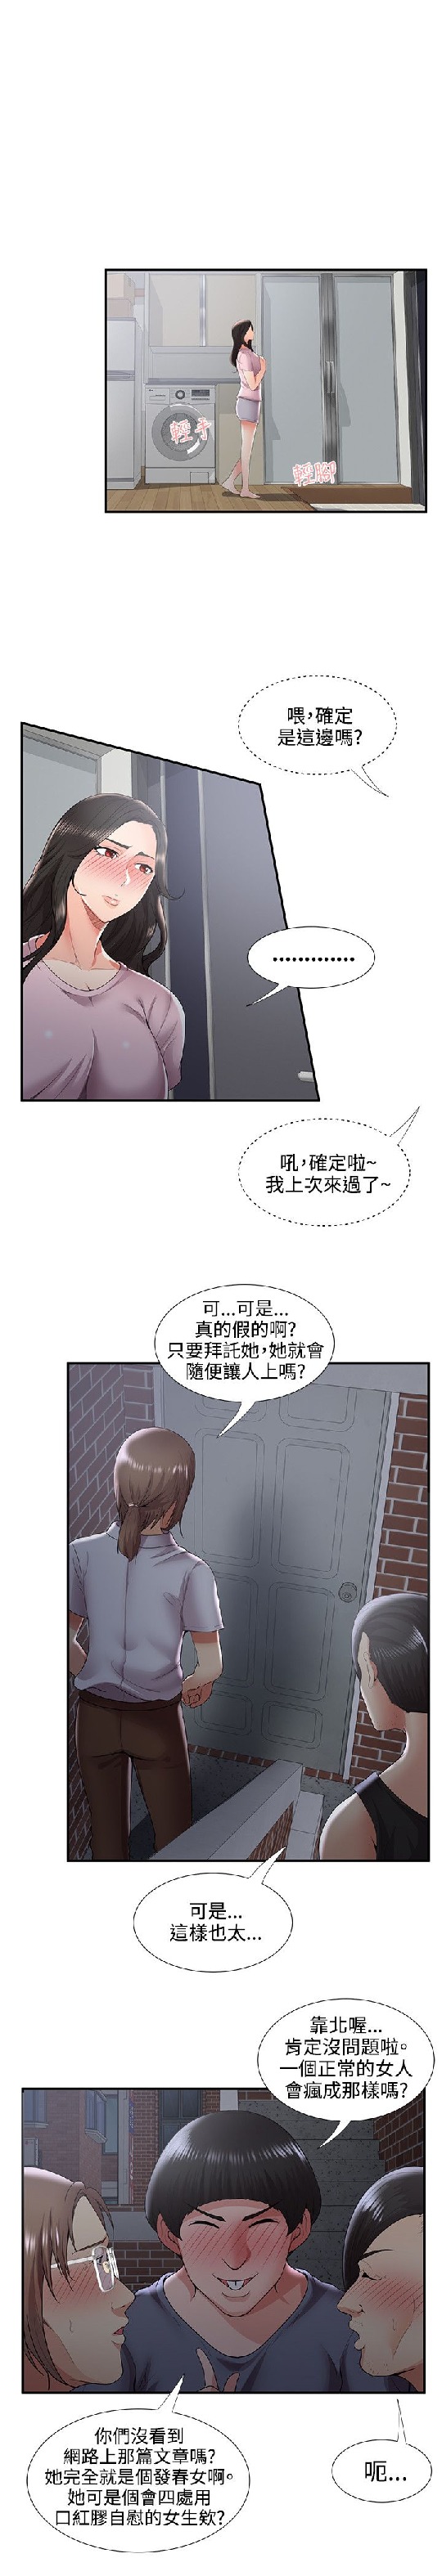 輕手
輕腳
喂，確定
是這邊嗎?
.............
吼，確定啦~
我上次來過了~
可...可是...
真的假的啊?
只要拜託她，她就會
隨便讓人上嗎?
可是...
這樣也太...
靠北喔...
肯定沒問題啦。
一個正常的女人
會瘋成那樣嗎?
你們沒看到
網路上那篇文章嗎?
她完全就是個發春女啊。
她可是個會四處用
口紅膠自慰的女生欸?
呃...